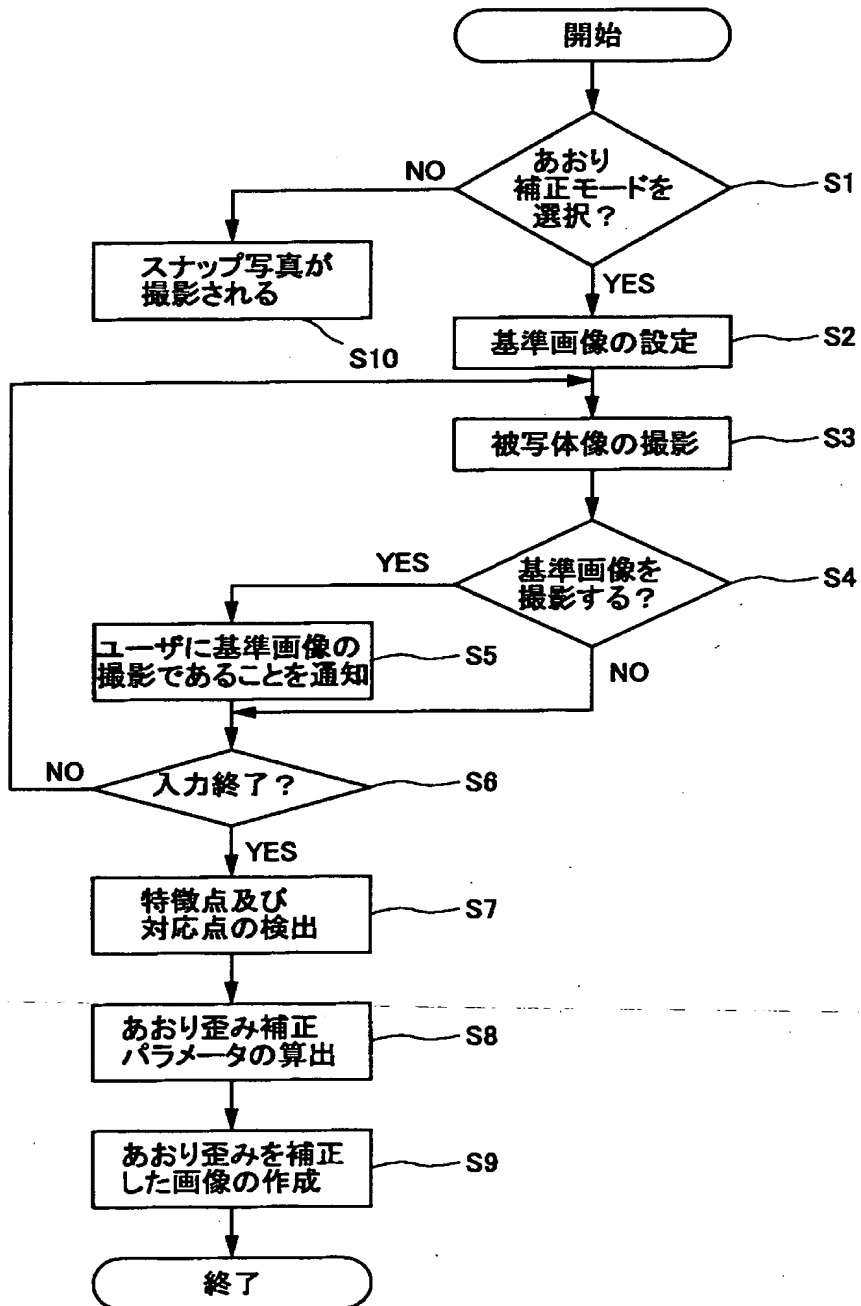 開始
あおり
補正モードを
選択?
S1
NO
YES
スナップ写真が
撮影される
S10
基準画像の設定
S2
被写体像の撮影
S3
基準画像を
撮影する?
S4
YES
NO
ユーザに基準画像の
撮影であることを通知
S5
入力終了?
S6
NO
YES
特徴点及び
対応点の検出
S7
あおり歪み補正
パラメータの算出
S8
あおり歪みを補正
した画像の作成
S9
終了